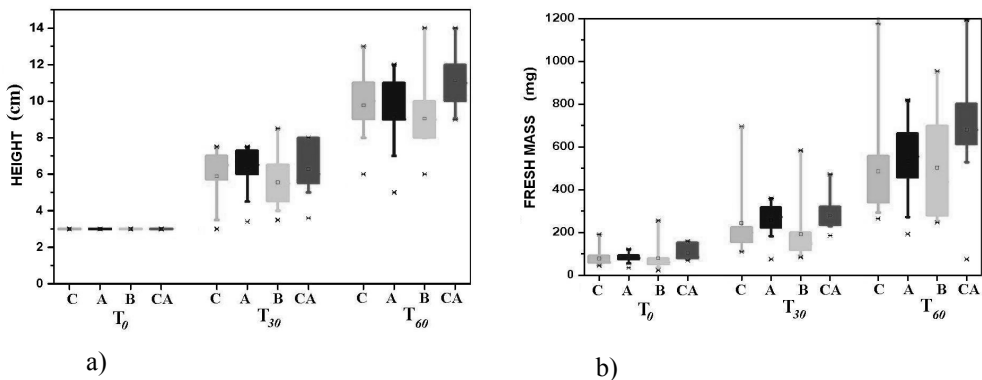 HEIGHT (cm)
14
12
10
8
6
4
2
0
C A B CA C A B CA C A B CA
T0 T30 T60
a)
FRESH MASS (mg)
1200
1000
800
600
400
200
0
C A B CA C A B CA C A B CA
T0 T30 T60
b)